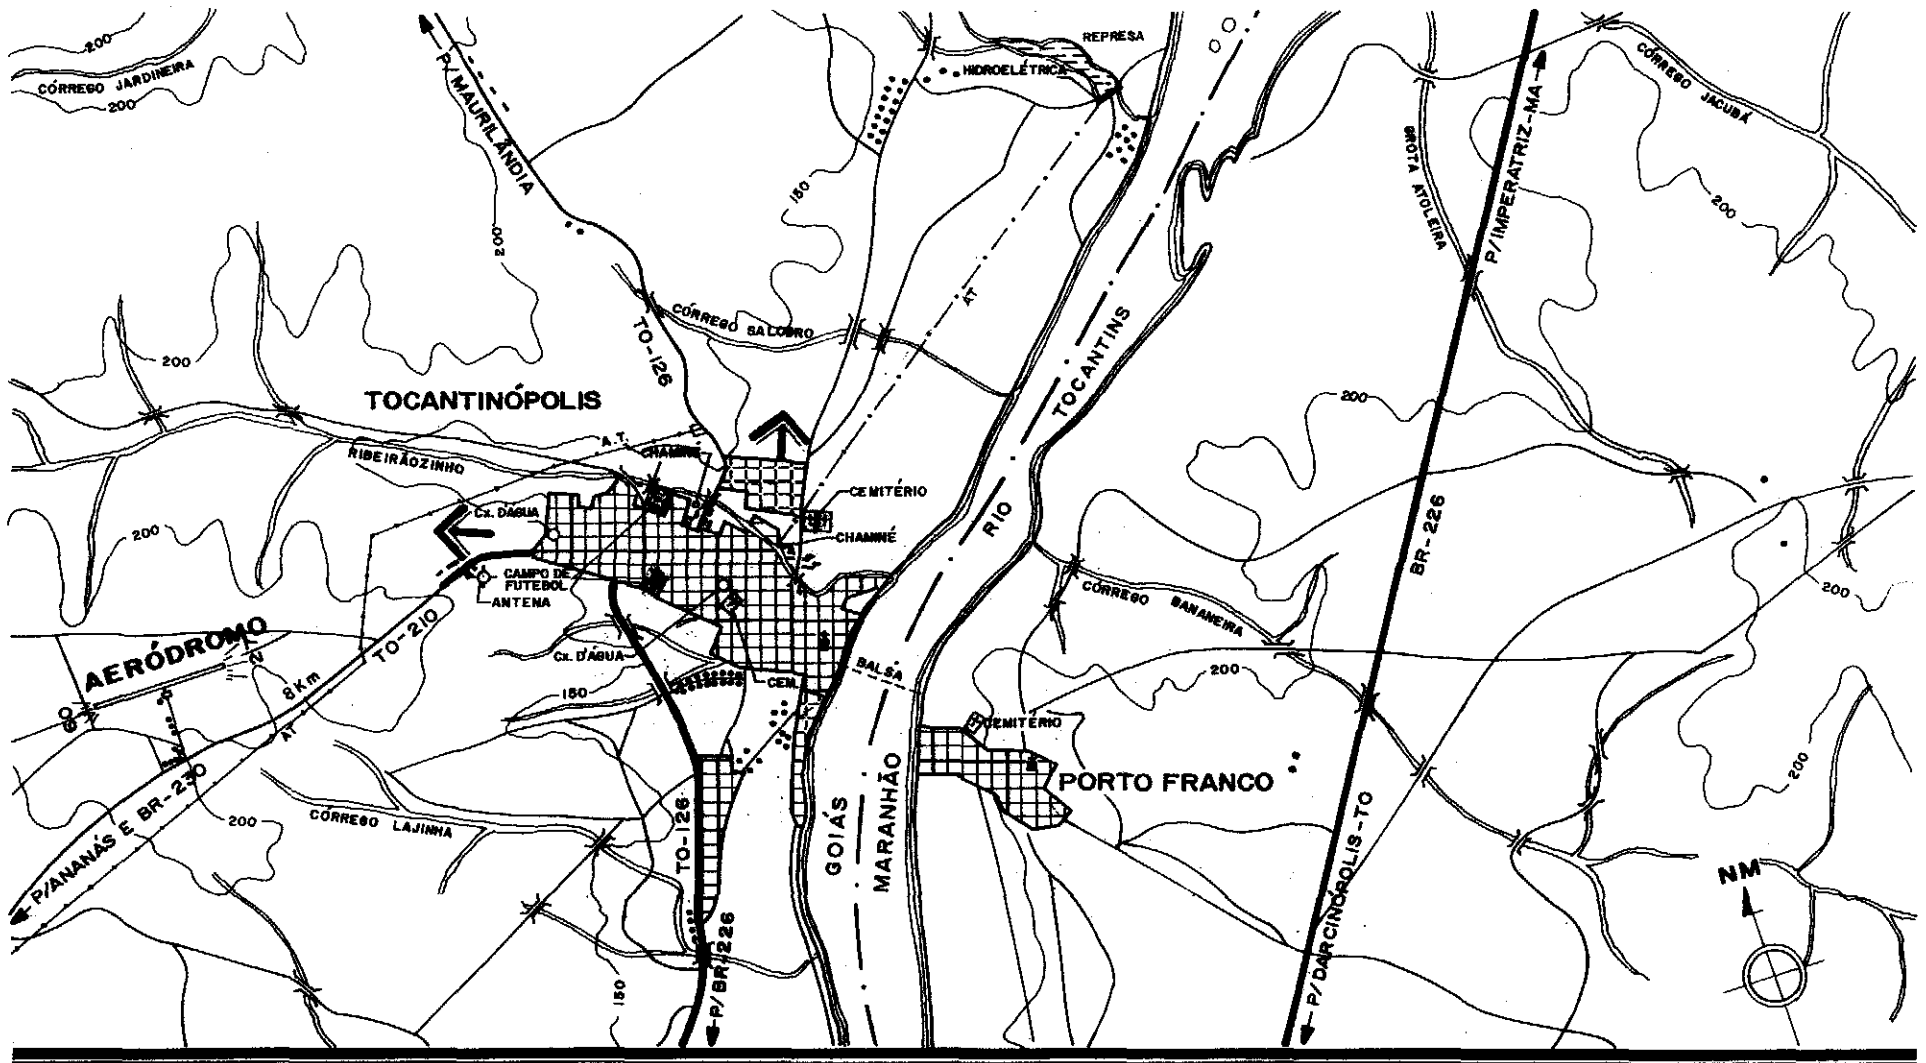 200
CÓRREGO JARDINEIRA
200
P/ MAURILÂNDIA
200
REPRESA
HIDROELÉTRICA
150
CÓRREGO JACUBÁ
GROTA ATOLEIRA
P/IMPERATRIZ-MA
200
AT
CÓRREGO SALOBRO
TO-126
200
TOCANTINÓPOLIS
RIO TOCANTINS
200
A.T.
CHAMINÉ
RIBEIRÃOZINHO
CEMITÉRIO
CX. DÁGUA
CHAMINÉ
BR-226
200
CAMPO DE
FUTEBOL
ANTENA
CÓRREGO BANANEIRA
200
AERÓDROMO
TO-210
CX. D'ÁGUA
BALSA
200
8Km
150
CEM.
09
AT
CEMITÉRIO
PORTO FRANCO
200
P/ANANÁS E BR-230
200
CÓRREGO LAJINHA
TO-126
GOIÁS
MARANHÃO
P/DARCINÓPOLIS-TO
NM
150
P/BR-226